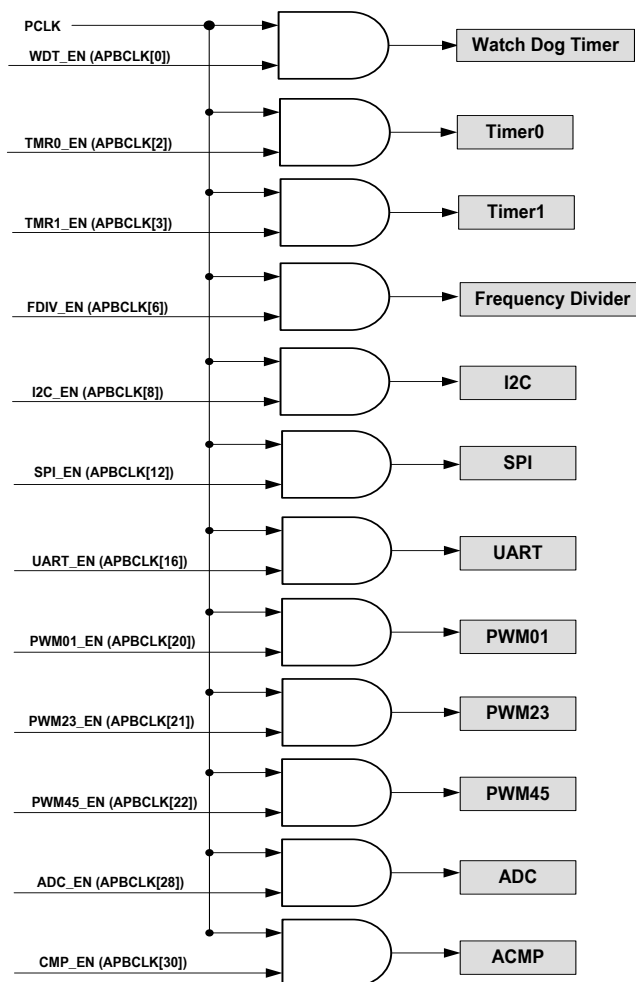 PCLK
WDT_EN (APBCLK[0])
Watch Dog Timer
TMR0_EN (APBCLK[2])
Timer0
TMR1_EN (APBCLK[3])
Timer1
FDIV_EN (APBCLK[6])
Frequency Divider
I2C_EN (APBCLK[8])
I2C
SPI_EN (APBCLK[12])
SPI
UART_EN (APBCLK[16])
UART
PWM01_EN (APBCLK[20])
PWM01
PWM23_EN (APBCLK[21])
PWM23
PWM45_EN (APBCLK[22])
PWM45
ADC_EN (APBCLK[28])
ADC
CMP_EN (APBCLK[30])
ACMP